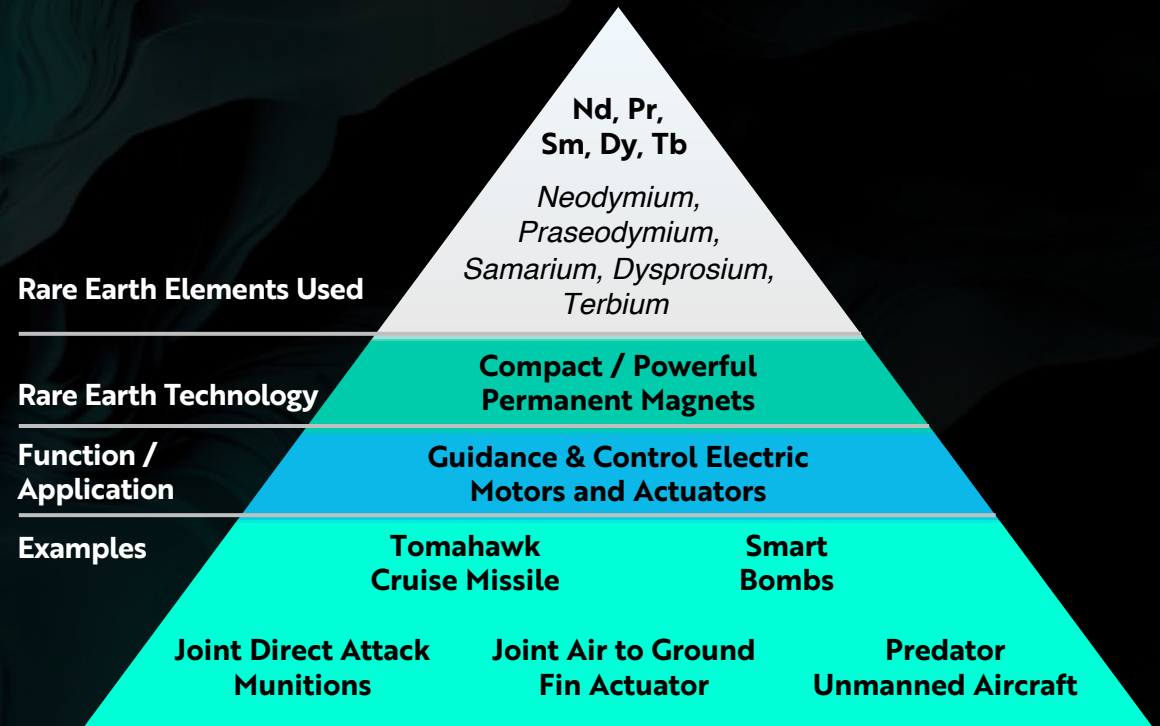 Nd, Pr,
Sm, Dy, Tb
Neodymium,
Praseodymium,
Samarium, Dysprosium,
Terbium
Rare Earth Elements Used
Compact / Powerful
Permanent Magnets
Rare Earth Technology
Function /
Application
Guidance & Control Electric
Motors and Actuators
Examples
Tomahawk
Cruise Missile
Smart
Bombs
Joint Direct Attack
Munitions
Joint Air to Ground
Fin Actuator
Predator
Unmanned Aircraft